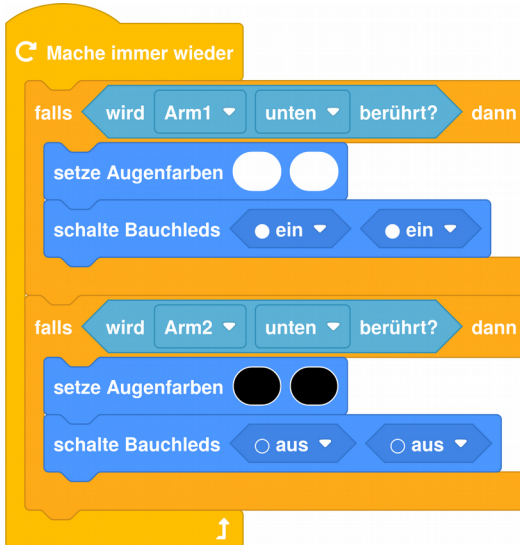 Mache immer wieder
falls wird Arm1 unten berührt? dann
setze Augenfarben
schalte Bauchleds ein ein
falls wird Arm2 unten berührt? dann
setze Augenfarben
schalte Bauchleds aus aus